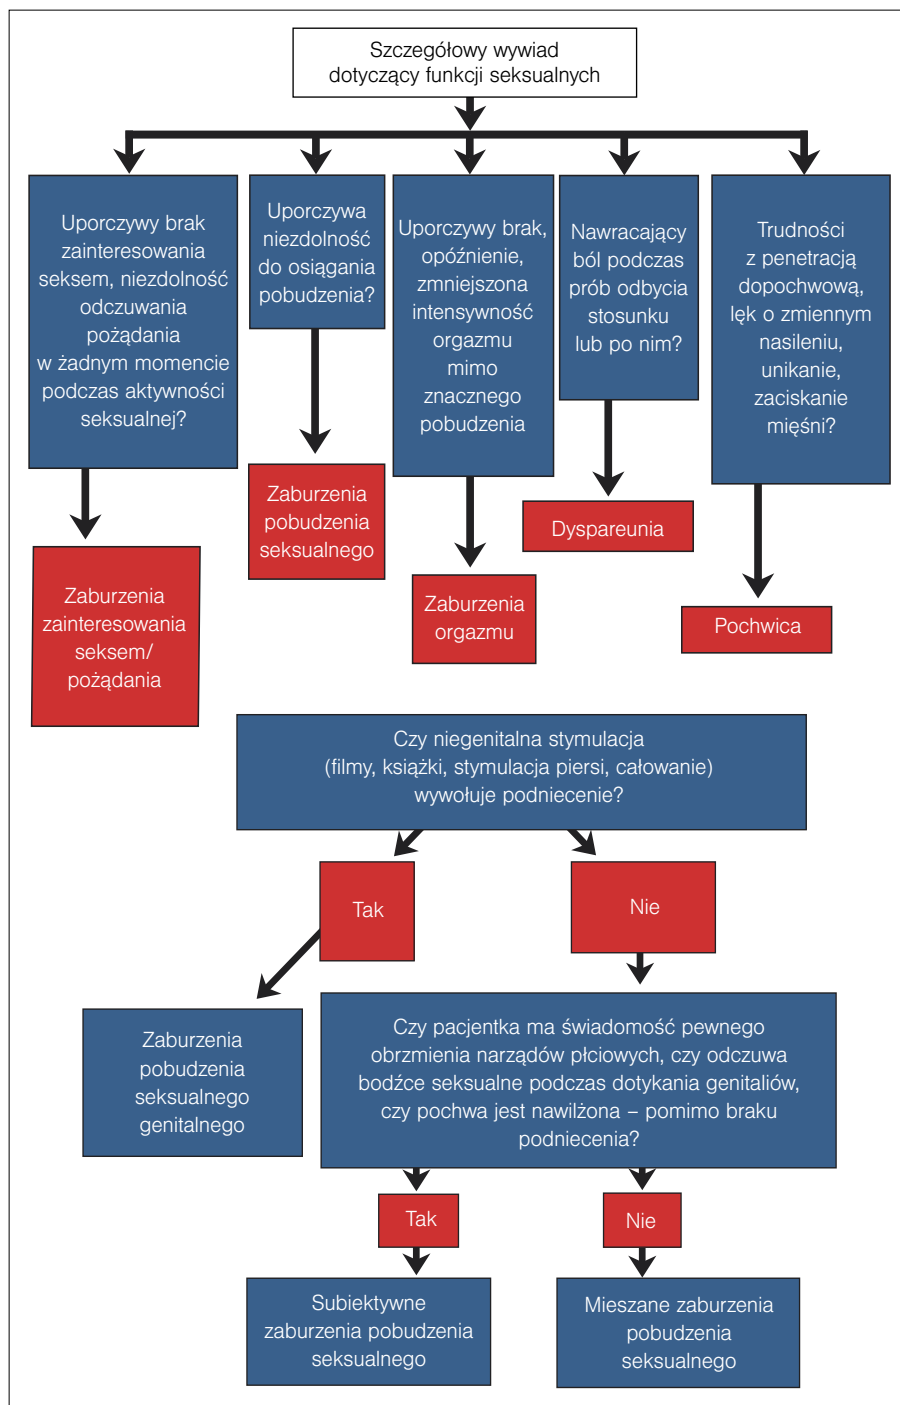 Szczegółowy wywiad
dotyczący funkcji seksualnych
Uporczywy brak
zainteresowania
seksem, niezdolność
odczuwania
pożądania
w żadnym momencie
podczas aktywności
seksualnej?
Uporczywa
niezdolność
do osiągania
pobudzenia?
Uporczywy brak,
opóźnienie,
zmniejszona
intensywność
orgazmu
mimo
znacznego
pobudzenia
Nawracający
ból podczas
prób odbycia
stosunku
lub po nim?
Trudności
z penetracją
dopochwową,
lęk o zmiennym
nasileniu,
unikanie,
zaciskanie
mięśni?
Zaburzenia
zainteresowania
seksem/
pożądania
Zaburzenia
pobudzenia
seksualnego
Zaburzenia
orgazmu
Dyspareunia
Pochwica
Czy niegenitalna stymulacja
(filmy, książki, stymulacja piersi, całowanie)
wywołuje podniecenie?
Tak
Nie
Zaburzenia
pobudzenia
seksualnego
genitalnego
Czy pacjentka ma świadomość pewnego
obrzmienia narządów płciowych, czy odczuwa
bodźce seksualne podczas dotykania genitaliów,
czy pochwa jest nawilżona – pomimo braku
podniecenia?
Tak
Nie
Subiektywne
zaburzenia pobudzenia
seksualnego
Mieszane zaburzenia
pobudzenia
seksualnego